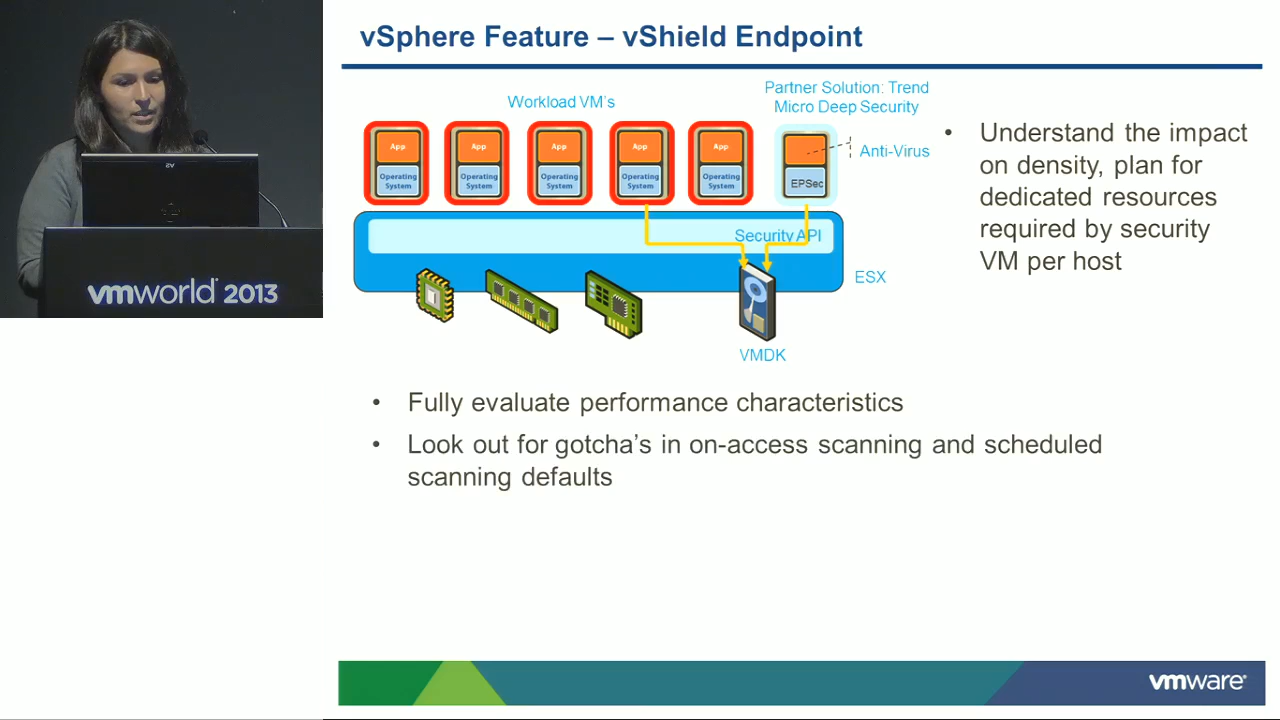 vSphere Feature – vShield Endpoint
Partner Solution: Trend
Micro Deep Security
Workload VM's
App
App
App
App
App
Anti-Virus
Operating
System
Operating
System
Operating
System
Operating
System
Operating
System
EPSec
Security API
ESX
VMDK
• Understand the impact
on density, plan for
dedicated resources
required by security
VM per host
• Fully evaluate performance characteristics
• Look out for gotcha's in on-access scanning and scheduled
scanning defaults
vmworld® 2013
vmware®